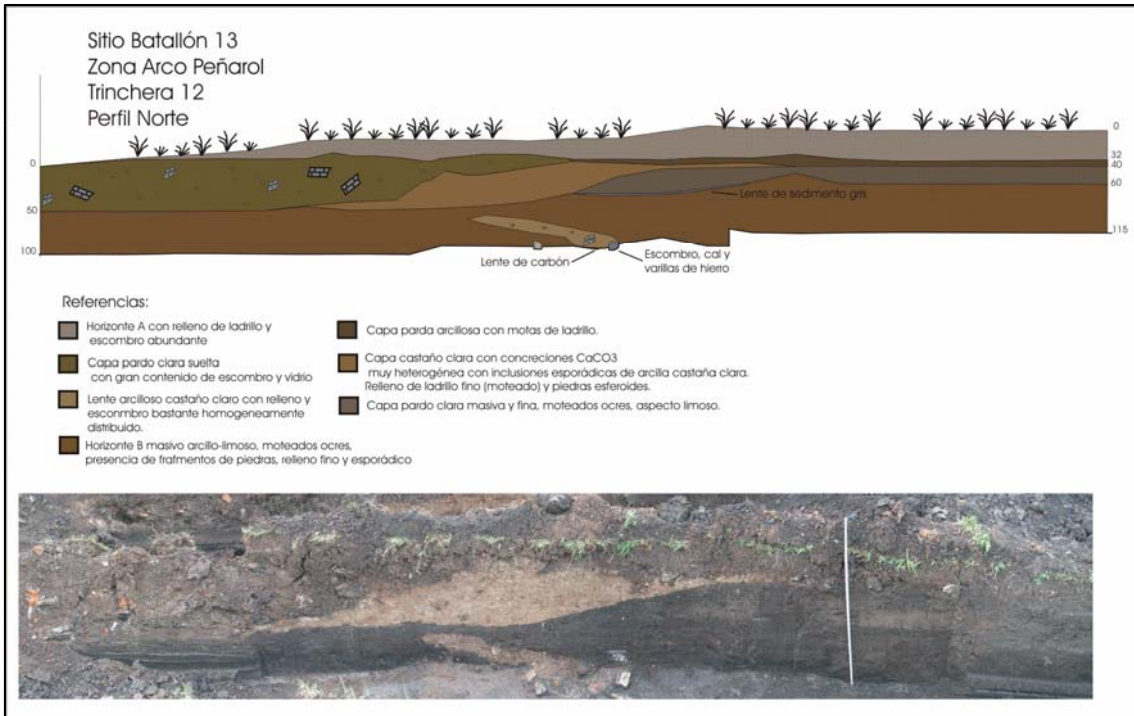 Sitio Batallón 13
Zona Arco Peñarol
Trinchera 12
Perfil Norte
0
50
100
0
32
40
60
115
Lente de sedimento gris
Lente de carbón
Escombro, cal y
varillas de hierro
Referencias:
Horizonte A con relleno de ladrillo y
escombro abundante
Capa pardo clara suelta
con gran contenido de escombro y vidrio
Lente arcilloso castaño claro con relleno y
esconmbro bastante homogeneamente
distribuido.
Horizonte B masivo arcillo-limoso, moteados ocres,
presencia de frafmentos de piedras, relleno fino y esporádico
Capa parda arcillosa con motas de ladrillo.
Capa castaño clara con concreciones CaCO3
muy heterogénea con inclusiones esporádicas de arcilla castaña clara.
Relleno de ladrillo fino (moteado) y piedras esferoides.
Capa pardo clara masiva y fina, moteados ocres, aspecto limoso.